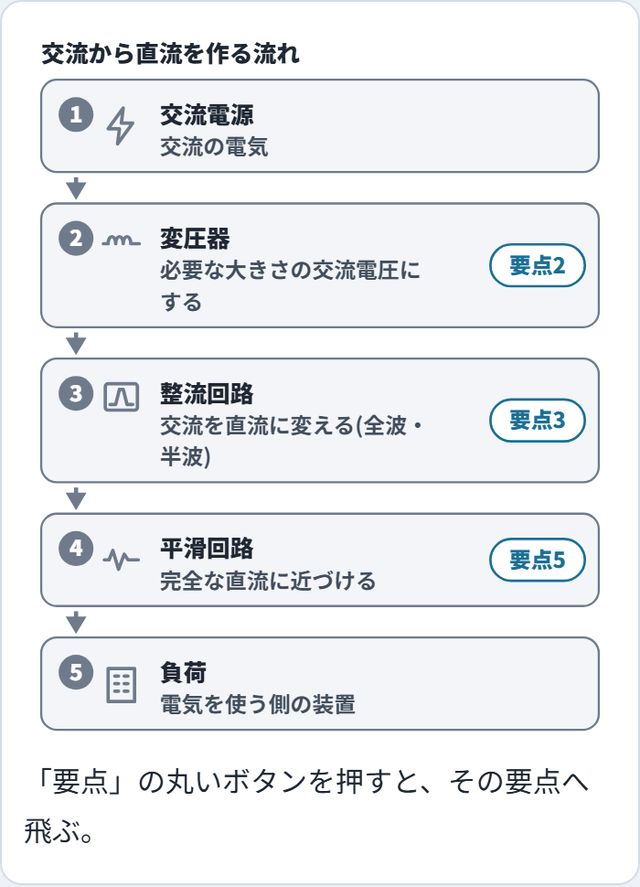 交流から直流を作る流れ
1
交流電源
交流の電気
2
変圧器
必要な大きさの交流電圧に
する
要点2
3
整流回路
交流を直流に変える(全波・
半波)
要点3
4
平滑回路
完全な直流に近づける
要点5
5
負荷
電気を使う側の装置
「要点」の丸いボタンを押すと、その要点へ
飛ぶ。